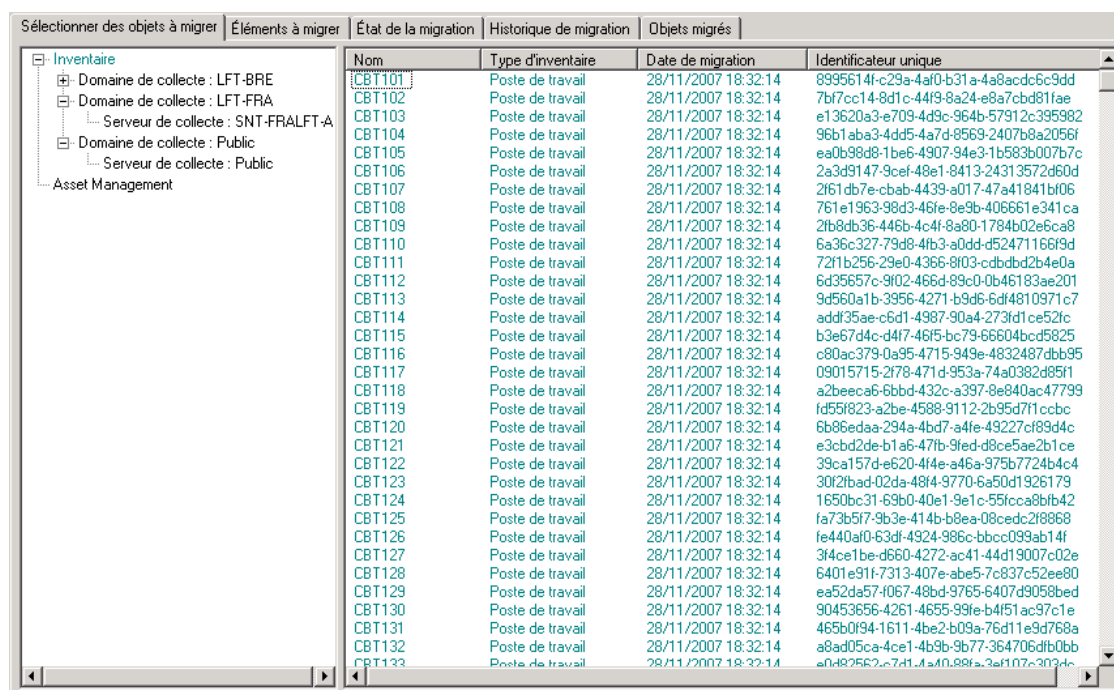 Sélectionner des objets à migrer Éléments à migrer État de la migration Historique de migration Objets migrés
Inventaire
Domaine de collecte : LFT-BRE
Domaine de collecte : LFT-FRA
Serveur de collecte : SNT-FRALFT-A
Domaine de collecte : Public
Serveur de collecte : Public
Asset Management
Nom Type d'inventaire Date de migration Identificateur unique
CBT101 Poste de travail 28/11/2007 18:32:14 8995614f-c29a-4af0-b31a-4a8acdc6c9dd
CBT102 Poste de travail 28/11/2007 18:32:14 7bf7cc14-8d1c-44f9-8a24-e8a7cbd81fae
CBT103 Poste de travail 28/11/2007 18:32:14 e13620a3-e709-4d9c-964b-57912c395982
CBT104 Poste de travail 28/11/2007 18:32:14 96b1aba3-4dd5-4a7d-8569-2407b8a2056f
CBT105 Poste de travail 28/11/2007 18:32:14 ea0b98d8-1be6-4907-94e3-1b583b007b7c
CBT106 Poste de travail 28/11/2007 18:32:14 2a3d9147-9cef-48e1-8413-24313572d60d
CBT107 Poste de travail 28/11/2007 18:32:14 2f61db7e-cbab-4439-a017-47a41841bf06
CBT108 Poste de travail 28/11/2007 18:32:14 761e1963-98d3-46fe-8e9b-406661e341ca
CBT109 Poste de travail 28/11/2007 18:32:14 2fb8db36-446b-4c4f-8a80-1784b02e6ca8
CBT110 Poste de travail 28/11/2007 18:32:14 6a36c327-79d8-4fb3-a0dd-d52471166f9d
CBT111 Poste de travail 28/11/2007 18:32:14 72f1b256-29e0-4366-8f03-cdbdbd2b4e0a
CBT112 Poste de travail 28/11/2007 18:32:14 6d35657c-9f02-466d-89c0-0b46183ae201
CBT113 Poste de travail 28/11/2007 18:32:14 9d560a1b-3956-4271-b9d6-6df4810971c7
CBT114 Poste de travail 28/11/2007 18:32:14 addf35ae-c6d1-4987-90a4-273fd1ce52fc
CBT115 Poste de travail 28/11/2007 18:32:14 b3e67d4c-d4f7-46f5-bc79-66604bcd5825
CBT116 Poste de travail 28/11/2007 18:32:14 c80ac379-0a95-4715-949e-4832487dbb95
CBT117 Poste de travail 28/11/2007 18:32:14 09015715-2f78-471d-953a-74a0382d85f1
CBT118 Poste de travail 28/11/2007 18:32:14 a2beeca6-6bbd-432c-a397-8e840ac47799
CBT119 Poste de travail 28/11/2007 18:32:14 fd55f823-a2be-4588-9112-2b95d7f1ccbc
CBT120 Poste de travail 28/11/2007 18:32:14 6b86edaa-294a-4bd7-a4fe-49227cf89d4c
CBT121 Poste de travail 28/11/2007 18:32:14 e3cbd2de-b1a6-47fb-9fed-d8ce5ae2b1ce
CBT122 Poste de travail 28/11/2007 18:32:14 39ca157d-e620-4f4e-a46a-975b7724b4c4
CBT123 Poste de travail 28/11/2007 18:32:14 30f2fbad-02da-48f4-9770-6a50d1926179
CBT124 Poste de travail 28/11/2007 18:32:14 1650bc31-69b0-40e1-9e1c-55fcca8bfb42
CBT125 Poste de travail 28/11/2007 18:32:14 fa73b5f7-9b3e-414b-b8ea-08cedc2f8868
CBT126 Poste de travail 28/11/2007 18:32:14 fe440af0-63df-4924-986c-bbcc099ab14f
CBT127 Poste de travail 28/11/2007 18:32:14 3f4ce1be-d660-4272-ac41-44d19007c02e
CBT128 Poste de travail 28/11/2007 18:32:14 6401e91f-7313-407e-abe5-7c837c52ee80
CBT129 Poste de travail 28/11/2007 18:32:14 ea52da57-f067-48bd-9765-6407d9058bed
CBT130 Poste de travail 28/11/2007 18:32:14 90453656-4261-4655-99fe-b4f51ac97c1e
CBT131 Poste de travail 28/11/2007 18:32:14 465b0f94-1611-4be2-b09a-76d11e9d768a
CBT132 Poste de travail 28/11/2007 18:32:14 a8ad05ca-4ce1-4b9b-9b77-364706dfb0bb
CBT133 Poste de travail 28/11/2007 18:32:14 e0d82562-c7d1-4a40-88fa-3ef107c303dc